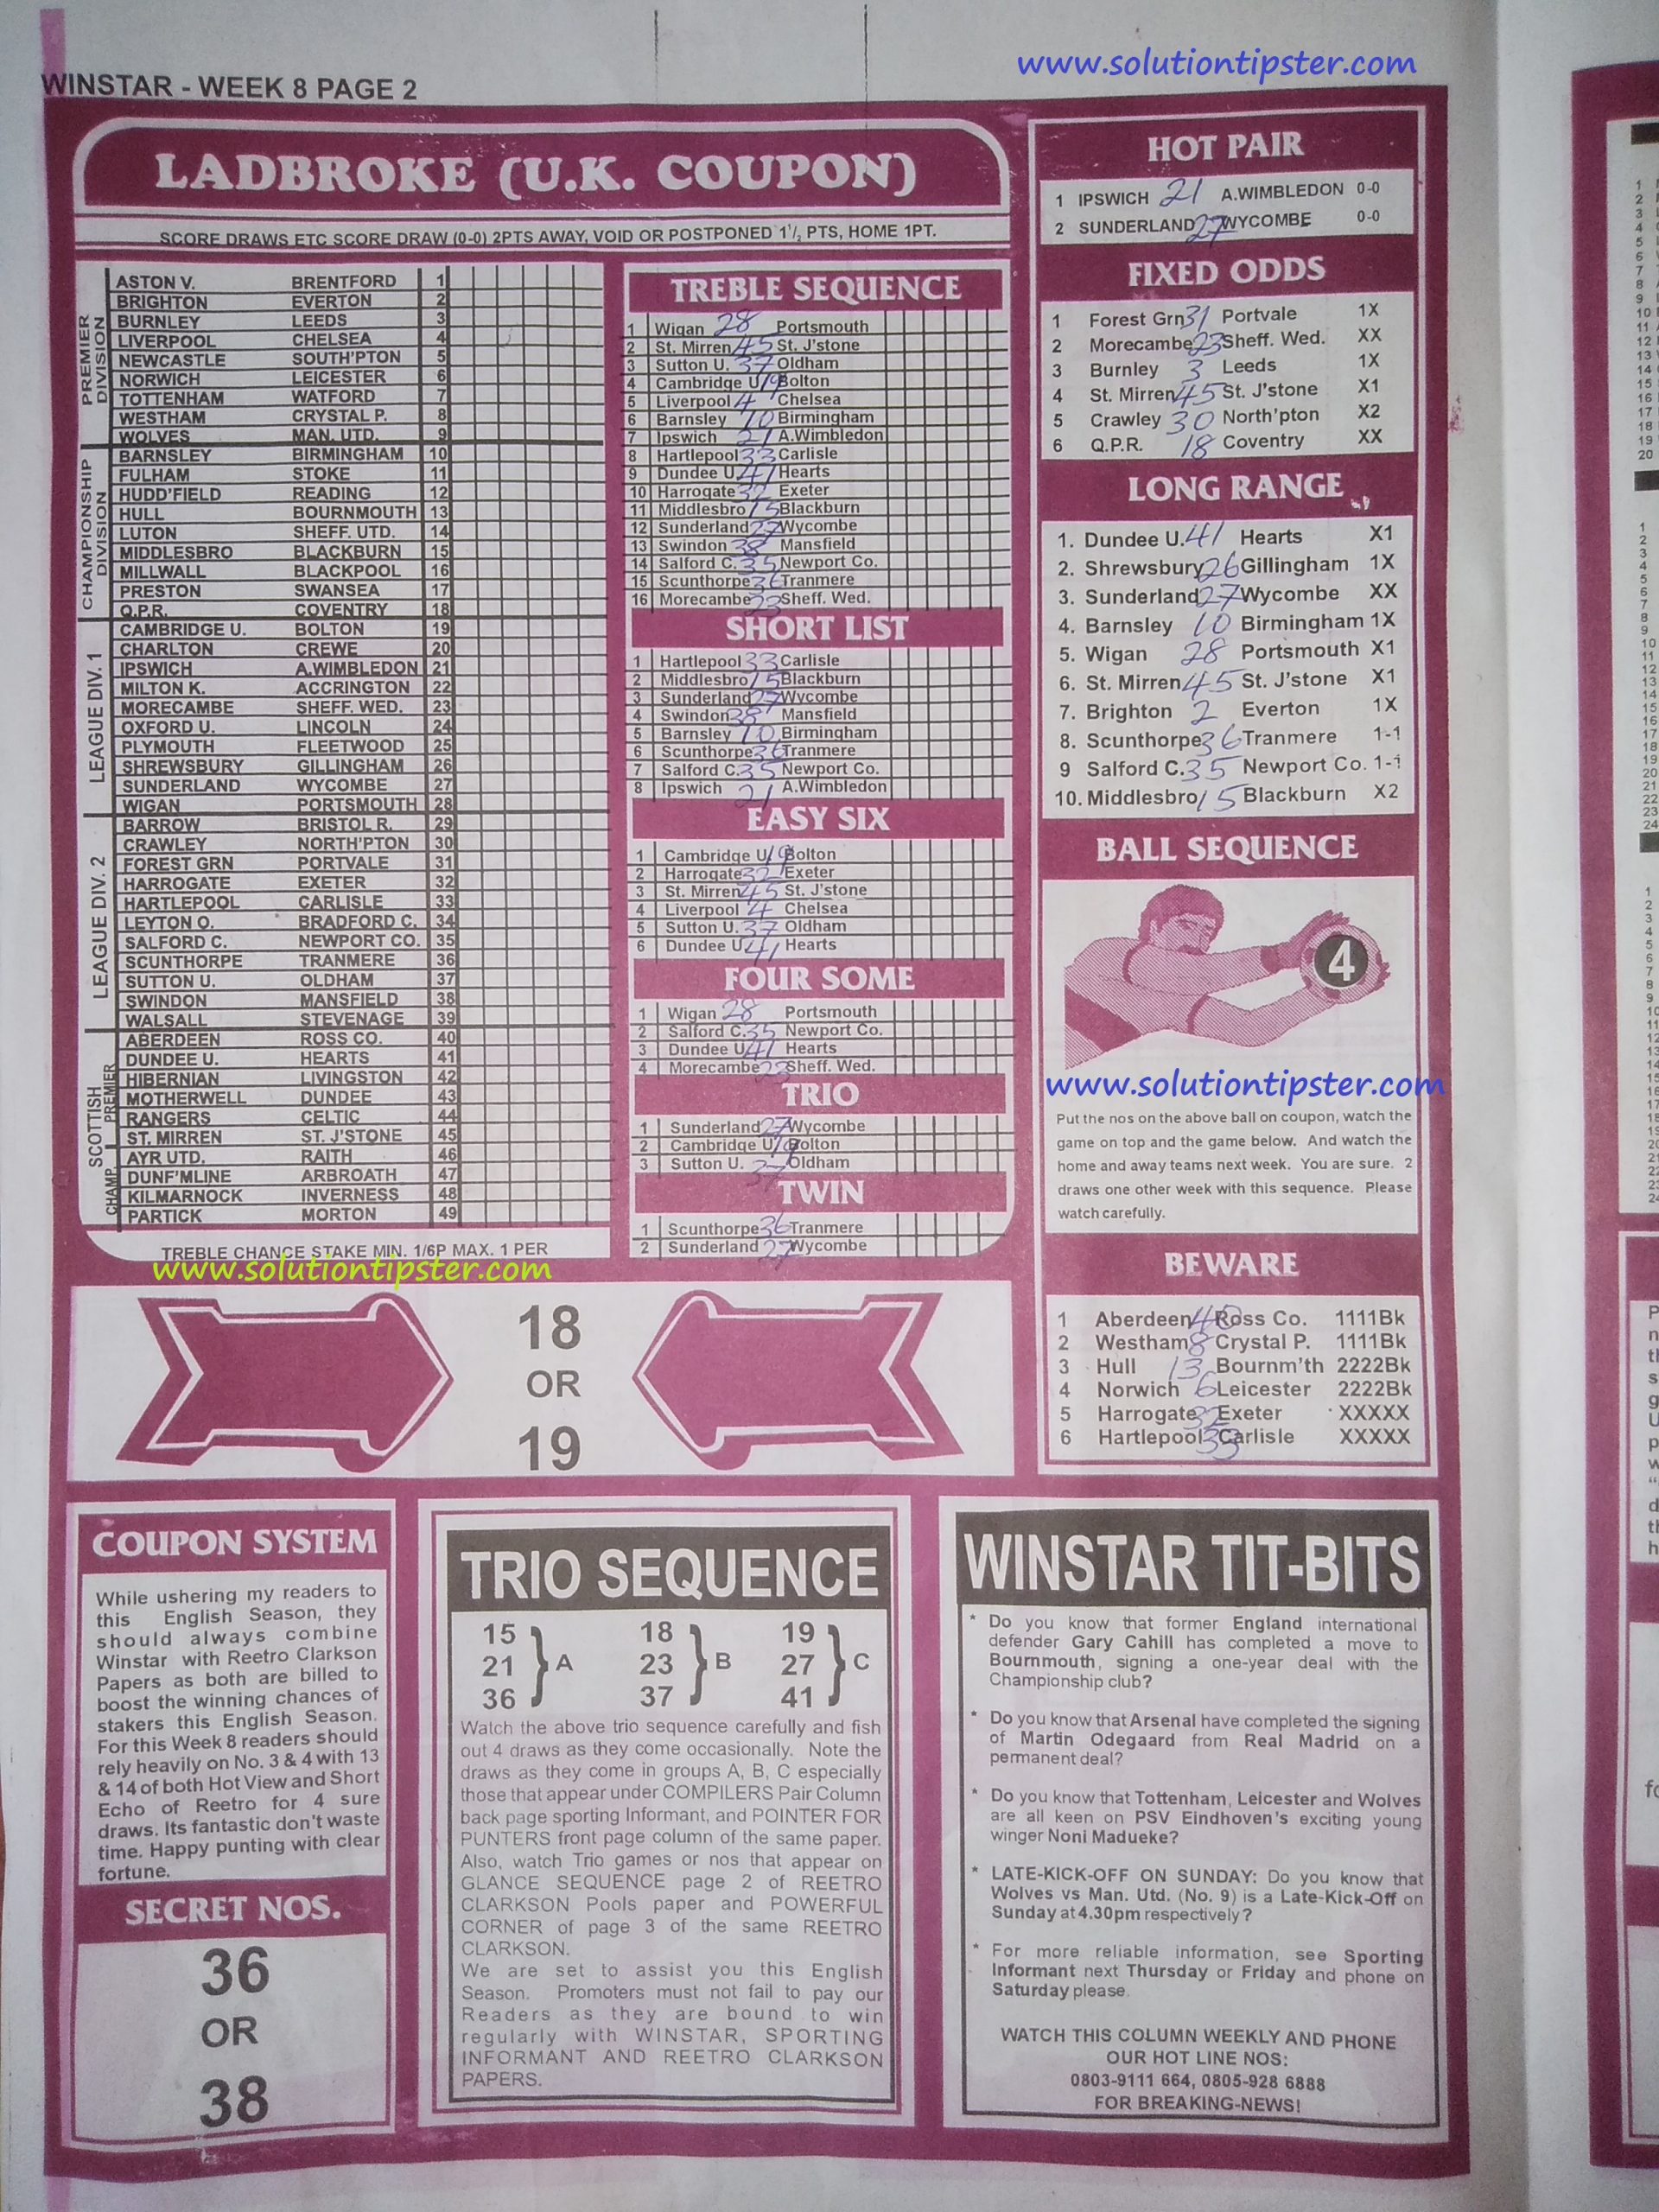 www.solutiontipster.com
WINSTAR - WEEK 8 PAGE 2
LADBROKE (U.K. COUPON)
SCORE DRAWS ETC SCORE DRAW (0-0) 2PTS AWAY, VOID OR POSTPONED 1½ PTS, HOME 1PT.
PREMIER DIVISION
ASTON V. BRENTFORD 1
BRIGHTON EVERTON 2
BURNLEY LEEDS 3
LIVERPOOL CHELSEA 4
NEWCASTLE SOUTH'PTON 5
NORWICH LEICESTER 6
TOTTENHAM WATFORD 7
WESTHAM CRYSTAL P. 8
WOLVES MAN. UTD. 9
CHAMPIONSHIP DIVISION
BARNSLEY BIRMINGHAM 10
FULHAM STOKE 11
HUDD'FIELD READING 12
HULL BOURNMOUTH 13
LUTON SHEFF. UTD. 14
MIDDLESBRO BLACKBURN 15
MILLWALL BLACKPOOL 16
PRESTON SWANSEA 17
Q.P.R. COVENTRY 18
LEAGUE DIV. 1
CAMBRIDGE U. BOLTON 19
CHARLTON CREWE 20
IPSWICH A.WIMBLEDON 21
MILTON K. ACCRINGTON 22
MORECAMBE SHEFF. WED. 23
OXFORD U. LINCOLN 24
PLYMOUTH FLEETWOOD 25
SHREWSBURY GILLINGHAM 26
SUNDERLAND WYCOMBE 27
WIGAN PORTSMOUTH 28
LEAGUE DIV. 2
BARROW BRISTOL R. 29
CRAWLEY NORTH'PTON 30
FOREST GRN PORTVALE 31
HARROGATE EXETER 32
HARTLEPOOL CARLISLE 33
LEYTON O. BRADFORD C. 34
SALFORD C. NEWPORT CO. 35
SCUNTHORPE TRANMERE 36
SUTTON U. OLDHAM 37
SWINDON MANSFIELD 38
WALSALL STEVENAGE 39
SCOTTISH PREMIER
ABERDEEN ROSS CO. 40
DUNDEE U. HEARTS 41
HIBERNIAN LIVINGSTON 42
MOTHERWELL DUNDEE 43
RANGERS CELTIC 44
ST. MIRREN ST. J'STONE 45
CHAMP.
AYR UTD. RAITH 46
DUNF'MLINE ARBROATH 47
KILMARNOCK INVERNESS 48
PARTICK MORTON 49
TREBLE CHANCE STAKE MIN. 1/6P MAX. 1 PER
www.solutiontipster.com
TREBLE SEQUENCE
1 Wigan 28 Portsmouth
2 St. Mirren 45 St. J'stone
3 Sutton U. 37 Oldham
4 Cambridge U 19 Bolton
5 Liverpool 4 Chelsea
6 Barnsley 10 Birmingham
7 Ipswich 21 A.Wimbledon
8 Hartlepool 33 Carlisle
9 Dundee U. 41 Hearts
10 Harrogate 32 Exeter
11 Middlesbro 15 Blackburn
12 Sunderland 27 Wycombe
13 Swindon 38 Mansfield
14 Salford C. 35 Newport Co.
15 Scunthorpe 36 Tranmere
16 Morecambe 23 Sheff. Wed.
SHORT LIST
1 Hartlepool 33 Carlisle
2 Middlesbro 15 Blackburn
3 Sunderland 27 Wycombe
4 Swindon 38 Mansfield
5 Barnsley 10 Birmingham
6 Scunthorpe 36 Tranmere
7 Salford C. 35 Newport Co.
8 Ipswich 21 A.Wimbledon
EASY SIX
1 Cambridge U 19 Bolton
2 Harrogate 32 Exeter
3 St. Mirren 45 St. J'stone
4 Liverpool 4 Chelsea
5 Sutton U. 37 Oldham
6 Dundee U. 41 Hearts
FOUR SOME
1 Wigan 28 Portsmouth
2 Salford C. 35 Newport Co.
3 Dundee U 41 Hearts
4 Morecambe 23 Sheff. Wed.
TRIO
1 Sunderland 27 Wycombe
2 Cambridge U 19 Bolton
3 Sutton U. 37 Oldham
TWIN
1 Scunthorpe 36 Tranmere
2 Sunderland 27 Wycombe
HOT PAIR
1 IPSWICH 21 A.WIMBLEDON 0-0
2 SUNDERLAND 27 WYCOMBE 0-0
FIXED ODDS
1 Forest Grn 31 Portvale 1X
2 Morecambe 23 Sheff. Wed. XX
3 Burnley 3 Leeds 1X
4 St. Mirren 45 St. J'stone X1
5 Crawley 30 North'pton X2
6 Q.P.R. 18 Coventry XX
LONG RANGE
1. Dundee U. 41 Hearts X1
2. Shrewsbury 26 Gillingham 1X
3. Sunderland 27 Wycombe XX
4. Barnsley 10 Birmingham 1X
5. Wigan 28 Portsmouth X1
6. St. Mirren 45 St. J'stone X1
7. Brighton 2 Everton 1X
8. Scunthorpe 36 Tranmere 1-1
9 Salford C. 35 Newport Co. 1-1
10. Middlesbro 15 Blackburn X2
BALL SEQUENCE
4
www.solutiontipster.com
Put the nos on the above ball on coupon, watch the
game on top and the game below. And watch the
home and away teams next week. You are sure. 2
draws one other week with this sequence. Please
watch carefully.
BEWARE
1 Aberdeen 40 Ross Co. 1111Bk
2 Westham 8 Crystal P. 1111Bk
3 Hull 13 Bournm'th 2222Bk
4 Norwich 6 Leicester 2222Bk
5 Harrogate 32 Exeter XXXXX
6 Hartlepool 33 Carlisle XXXXX
18
OR
19
COUPON SYSTEM
While ushering my readers to
this English Season, they
should always combine
Winstar with Reetro Clarkson
Papers as both are billed to
boost the winning chances of
stakers this English Season.
For this Week 8 readers should
rely heavily on No. 3 & 4 with 13
& 14 of both Hot View and Short
Echo of Reetro for 4 sure
draws. Its fantastic don't waste
time. Happy punting with clear
fortune.
SECRET NOS.
36
OR
38
TRIO SEQUENCE
15 18 19
21 A 23 B 27 C
36 37 41
Watch the above trio sequence carefully and fish
out 4 draws as they come occasionally. Note the
draws as they come in groups A, B, C especially
those that appear under COMPILERS Pair Column
back page sporting Informant, and POINTER FOR
PUNTERS front page column of the same paper.
Also, watch Trio games or nos that appear on
GLANCE SEQUENCE page 2 of REETRO
CLARKSON Pools paper and POWERFUL
CORNER of page 3 of the same REETRO
CLARKSON.
We are set to assist you this English
Season. Promoters must not fail to pay our
Readers as they are bound to win
regularly with WINSTAR, SPORTING
INFORMANT AND REETRO CLARKSON
PAPERS.
WINSTAR TIT-BITS
* Do you know that former England international
defender Gary Cahill has completed a move to
Bournmouth, signing a one-year deal with the
Championship club?
* Do you know that Arsenal have completed the signing
of Martin Odegaard from Real Madrid on a
permanent deal?
* Do you know that Tottenham, Leicester and Wolves
are all keen on PSV Eindhoven's exciting young
winger Noni Madueke?
* LATE-KICK-OFF ON SUNDAY: Do you know that
Wolves vs Man. Utd. (No. 9) is a Late-Kick-Off on
Sunday at 4.30pm respectively?
* For more reliable information, see Sporting
Informant next Thursday or Friday and phone on
Saturday please.
WATCH THIS COLUMN WEEKLY AND PHONE
OUR HOT LINE NOS:
0803-9111 664, 0805-928 6888
FOR BREAKING-NEWS!